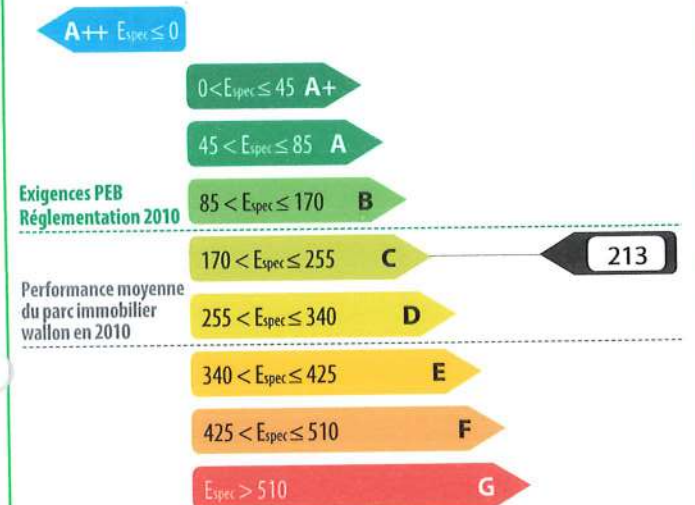 A++ Espec ≤ 0
0 < Espec ≤ 45 A+
45 < Espec ≤ 85 A
Exigences PEB
Réglementation 2010
85 < Espec ≤ 170 B
170 < Espec ≤ 255 C
213
Performance moyenne
du parc immobilier
wallon en 2010
255 < Espec ≤ 340 D
340 < Espec ≤ 425 E
425 < Espec ≤ 510 F
Espec > 510 G